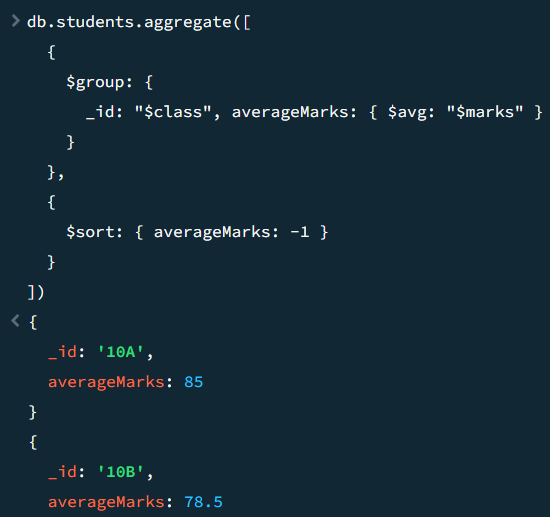 > db.students.aggregate([
{
$group: {
_id: "$class", averageMarks: { $avg: "$marks" }
}
},
{
$sort: { averageMarks: -1 }
}
])
< {
_id: '10A',
averageMarks: 85
}
{
_id: '10B',
averageMarks: 78.5